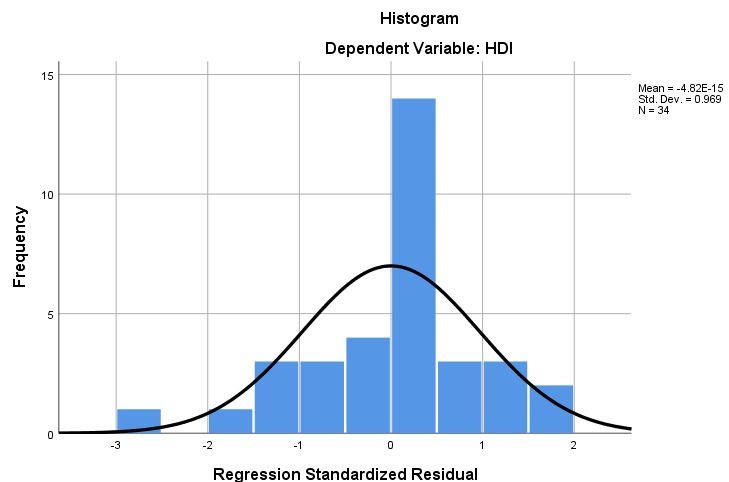 Histogram
Dependent Variable: HDI
Mean = -4.82E-15
Std. Dev. = 0.969
N = 34
15
10
5
0
Frequency
-3 -2 -1 0 1 2
Regression Standardized Residual